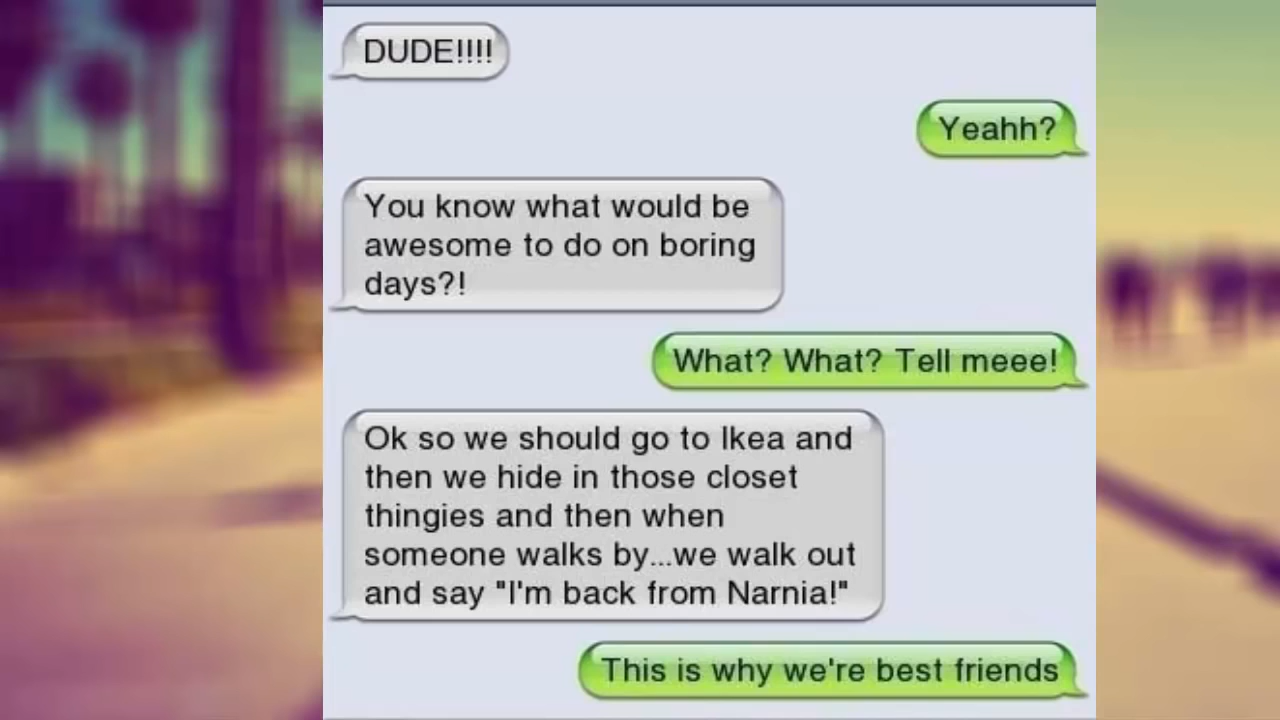 DUDE!!!!
Yeahh?
You know what would be
awesome to do on boring
days?!
What? What? Tell meee!
Ok so we should go to Ikea and
then we hide in those closet
thingies and then when
someone walks by...we walk out
and say "I'm back from Narnia!"
This is why we're best friends